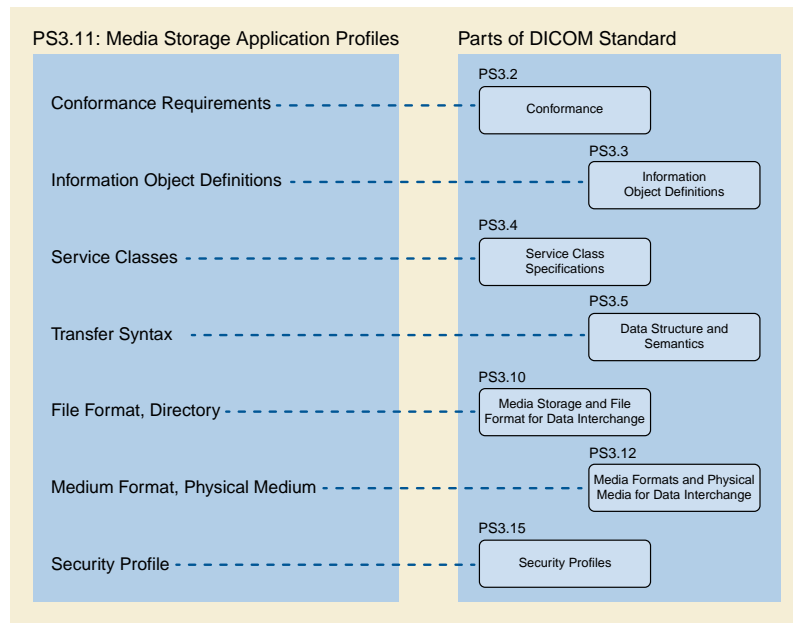 PS3.11: Media Storage Application Profiles
Parts of DICOM Standard
PS3.2
Conformance Requirements
Conformance
PS3.3
Information Object Definitions
Information
Object Definitions
PS3.4
Service Classes
Service Class
Specifications
PS3.5
Transfer Syntax
Data Structure and
Semantics
PS3.10
File Format, Directory
Media Storage and File
Format for Data Interchange
PS3.12
Medium Format, Physical Medium
Media Formats and Physical
Media for Data Interchange
PS3.15
Security Profile
Security Profiles